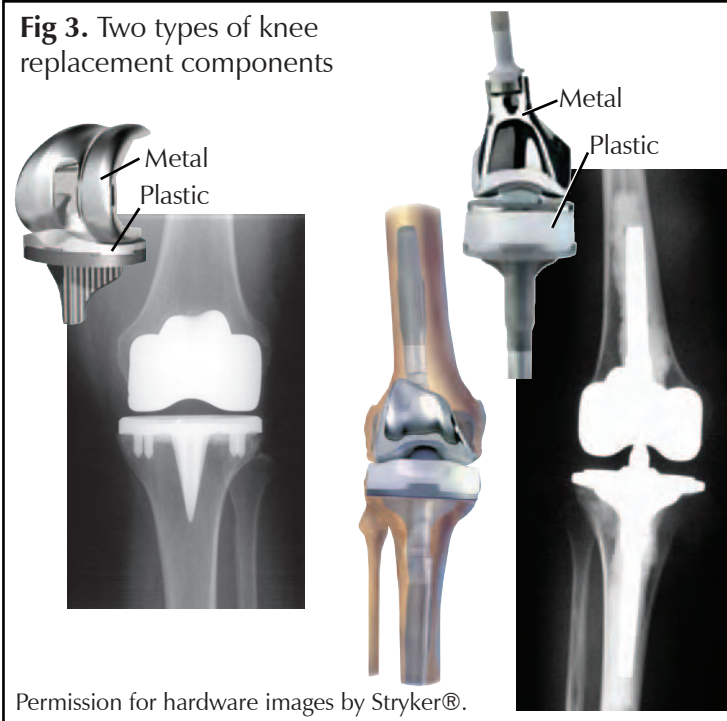 Fig 3. Two types of knee
replacement components
Metal
Plastic
Metal
Plastic
Permission for hardware images by Stryker®.